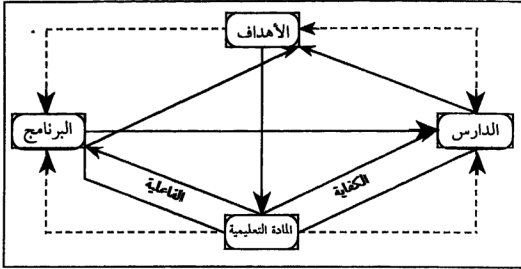 الأهداف
الدارس
البرنامج
الكفاية
الفاعلية
المادة التعليمية